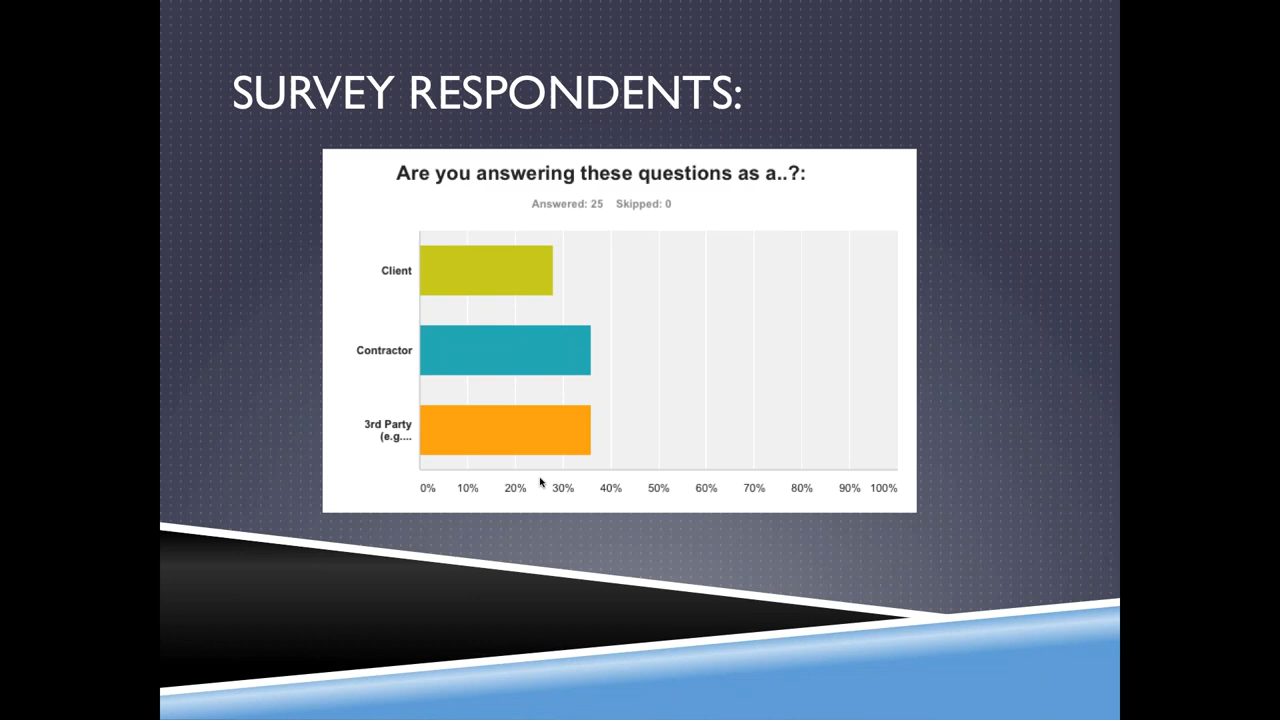 SURVEY RESPONDENTS:
Are you answering these questions as a..?:
Answered: 25 Skipped: 0
Client
Contractor
3rd Party
(e.g....
0% 10% 20% 30% 40% 50% 60% 70% 80% 90% 100%